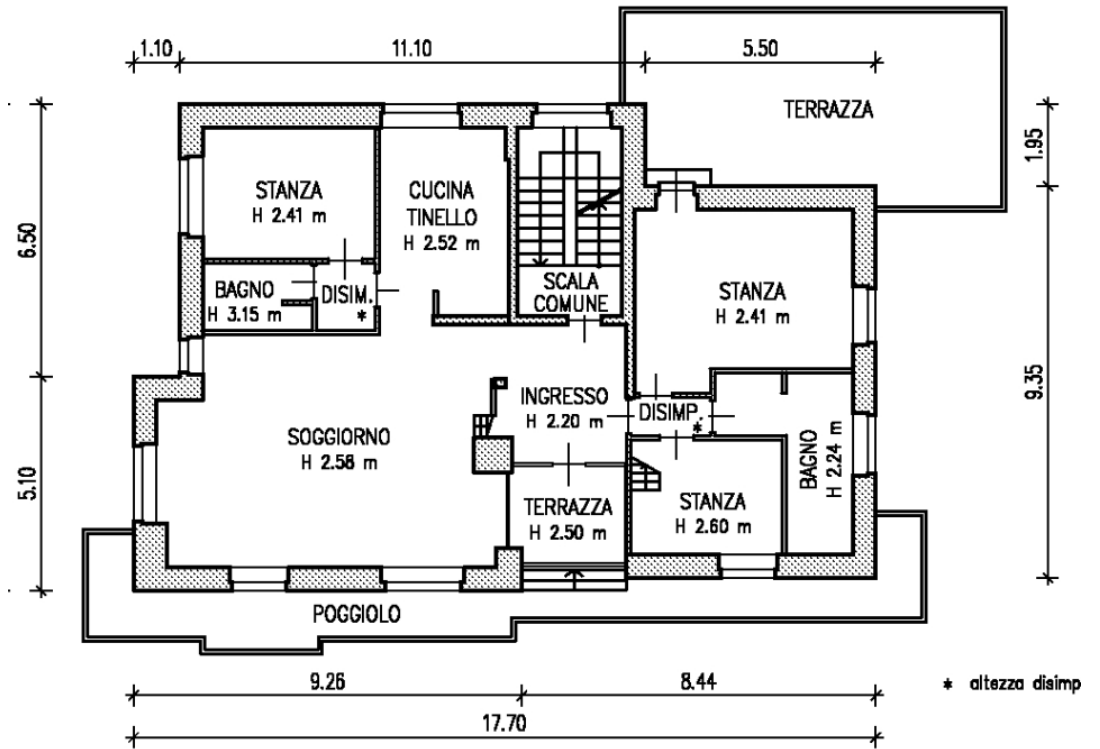 1.10
11.10
5.50
TERRAZZA
1.95
STANZA
H 2.41 m
CUCINA
TINELLO
H 2.52 m
6.50
SCALA
COMUNE
BAGNO
H 3.15 m
DISIM.
*
STANZA
H 2.41 m
9.35
INGRESSO
H 2.20 m
DISIMP.
*
SOGGIORNO
H 2.58 m
BAGNO
H 2.24 m
5.10
TERRAZZA
H 2.50 m
STANZA
H 2.60 m
POGGIOLO
9.26
8.44
* altezza disimp
17.70